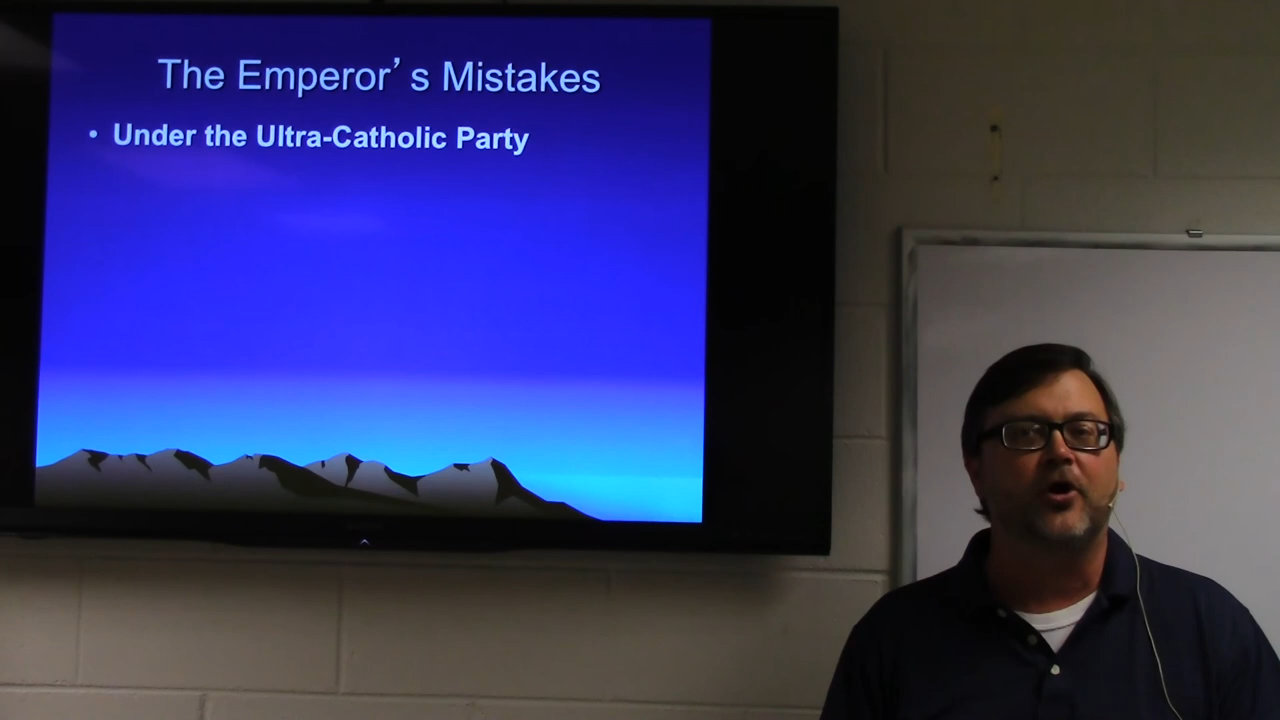 The Emperor’s Mistakes
• Under the Ultra-Catholic Party